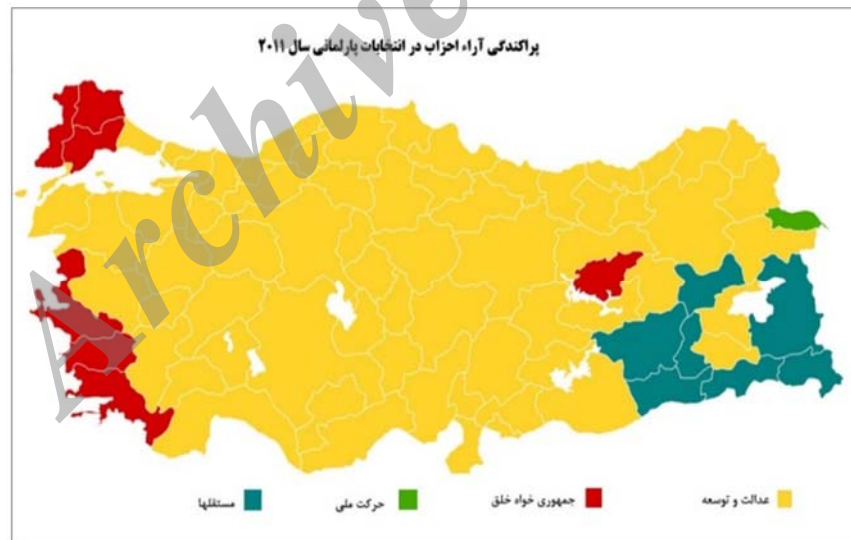 پراکندگی آراء احزاب در انتخابات پارلمانی سال ۲۰۱۱
Archive
عدالت و توسعه
جمهوری خواه خلق
حرکت ملی
مستقلها